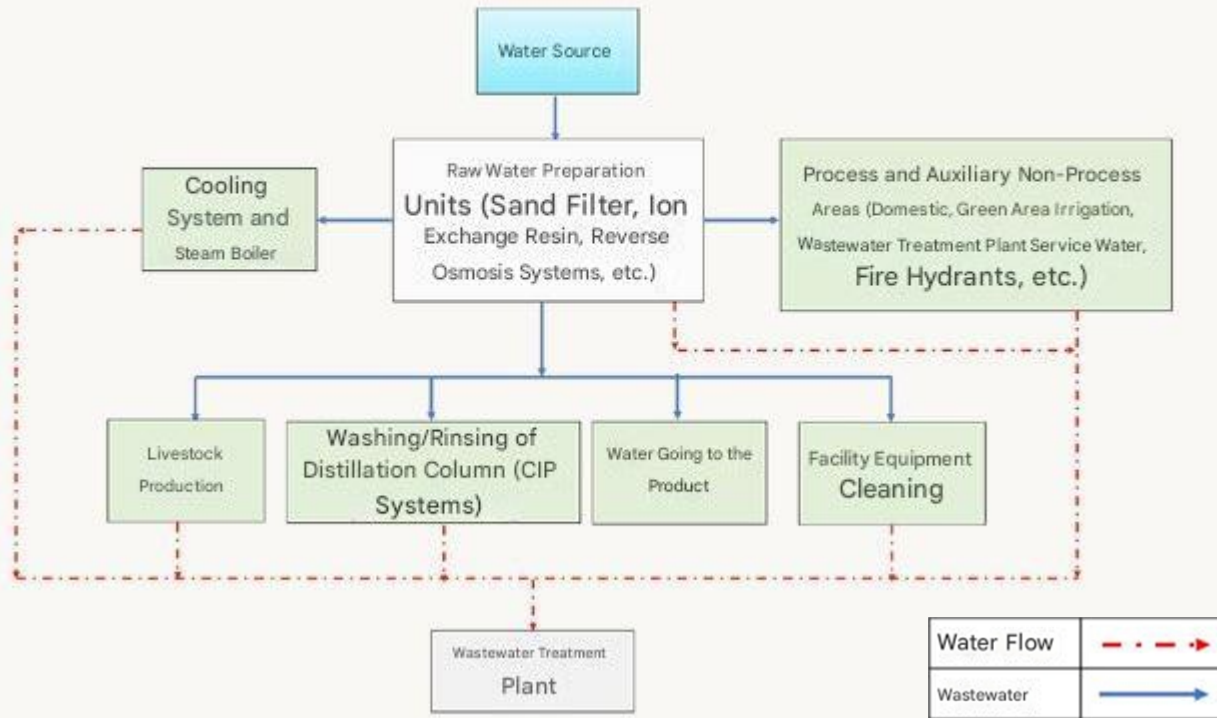 Water Source
Raw Water Preparation
Units (Sand Filter, Ion
Exchange Resin, Reverse
Osmosis Systems, etc.)
Cooling
System and
Steam Boiler
Process and Auxiliary Non-Process
Areas (Domestic, Green Area Irrigation,
Wastewater Treatment Plant Service Water,
Fire Hydrants, etc.)
Livestock
Production
Washing/Rinsing of
Distillation Column (CIP
Systems)
Water Going to the
Product
Facility Equipment
Cleaning
Wastewater Treatment
Plant
Water Flow
Wastewater